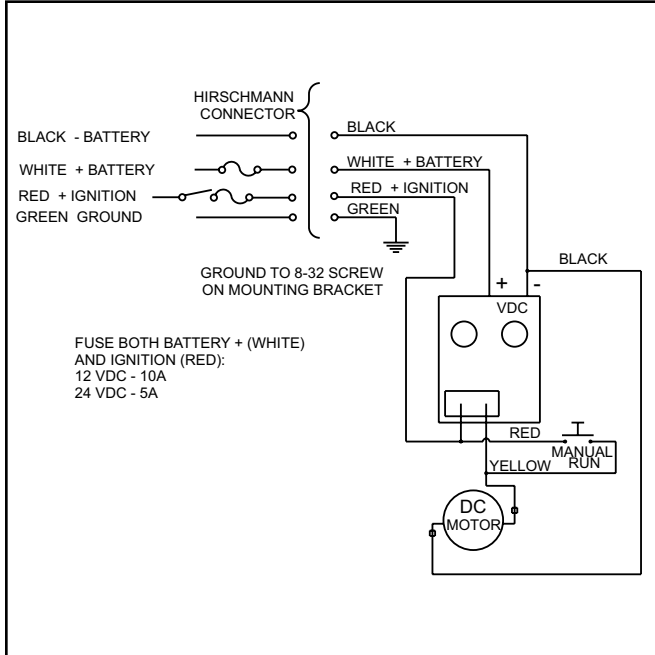 HIRSCHMANN
CONNECTOR
BLACK - BATTERY
BLACK
WHITE + BATTERY
WHITE + BATTERY
RED + IGNITION
RED + IGNITION
GREEN GROUND
GREEN
BLACK
GROUND TO 8-32 SCREW
ON MOUNTING BRACKET
+ -
VDC
FUSE BOTH BATTERY + (WHITE)
AND IGNITION (RED):
12 VDC - 10A
24 VDC - 5A
RED
MANUAL
RUN
YELLOW
DC
MOTOR